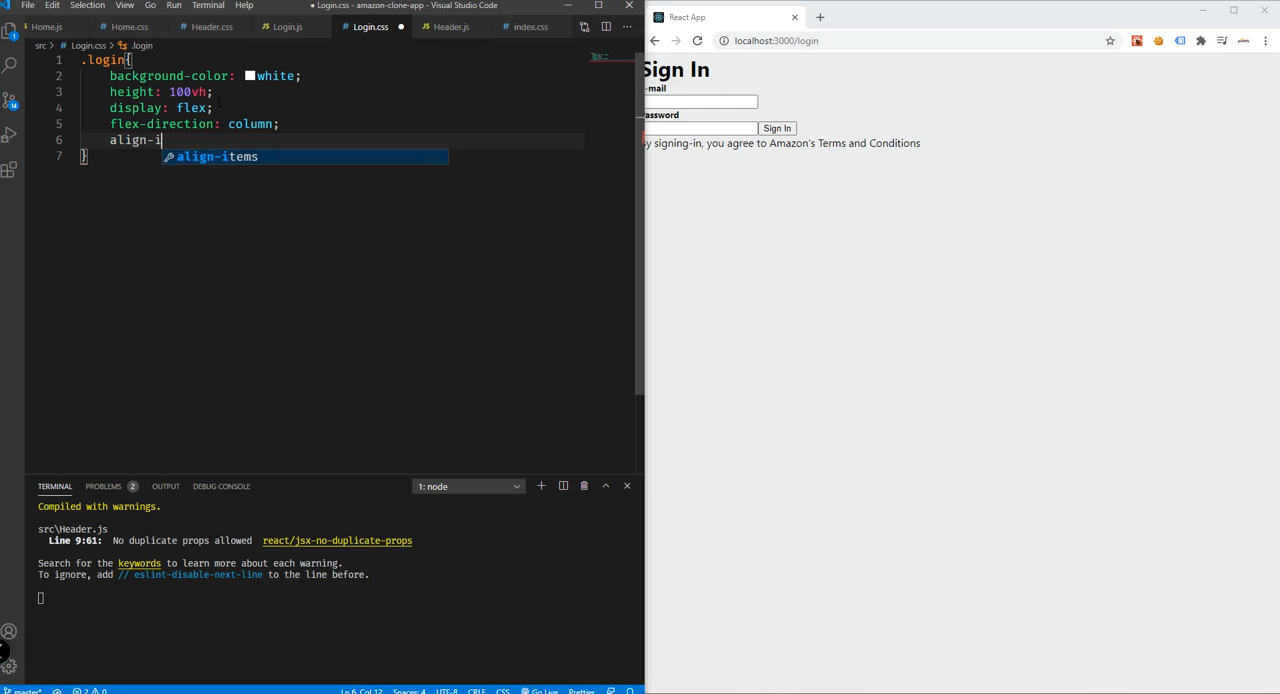 File Edit Selection View Go Run Terminal Help ● Login.css - amazon-clone-app - Visual Studio Code
Home.js # Home.css # Header.css JS Login.js # Login.css ● JS Header.js # index.css ···
src > # Login.css > .login
1 .login{
2 background-color: white;
3 height: 100vh;
4 display: flex;
5 flex-direction: column;
6 align-i
align-items
7 }
TERMINAL PROBLEMS 2 OUTPUT DEBUG CONSOLE 1: node
Compiled with warnings.
src\Header.js
Line 9:61: No duplicate props allowed react/jsx-no-duplicate-props
Search for the keywords to learn more about each warning.
To ignore, add // eslint-disable-next-line to the line before.
master* 2 0 Ln 6, Col 12 Spaces: 4 UTF-8 CRLF CSS Go Live Prettier
React App
localhost:3000/login
Sign In
-mail
assword
Sign In
y signing-in, you agree to Amazon's Terms and Conditions